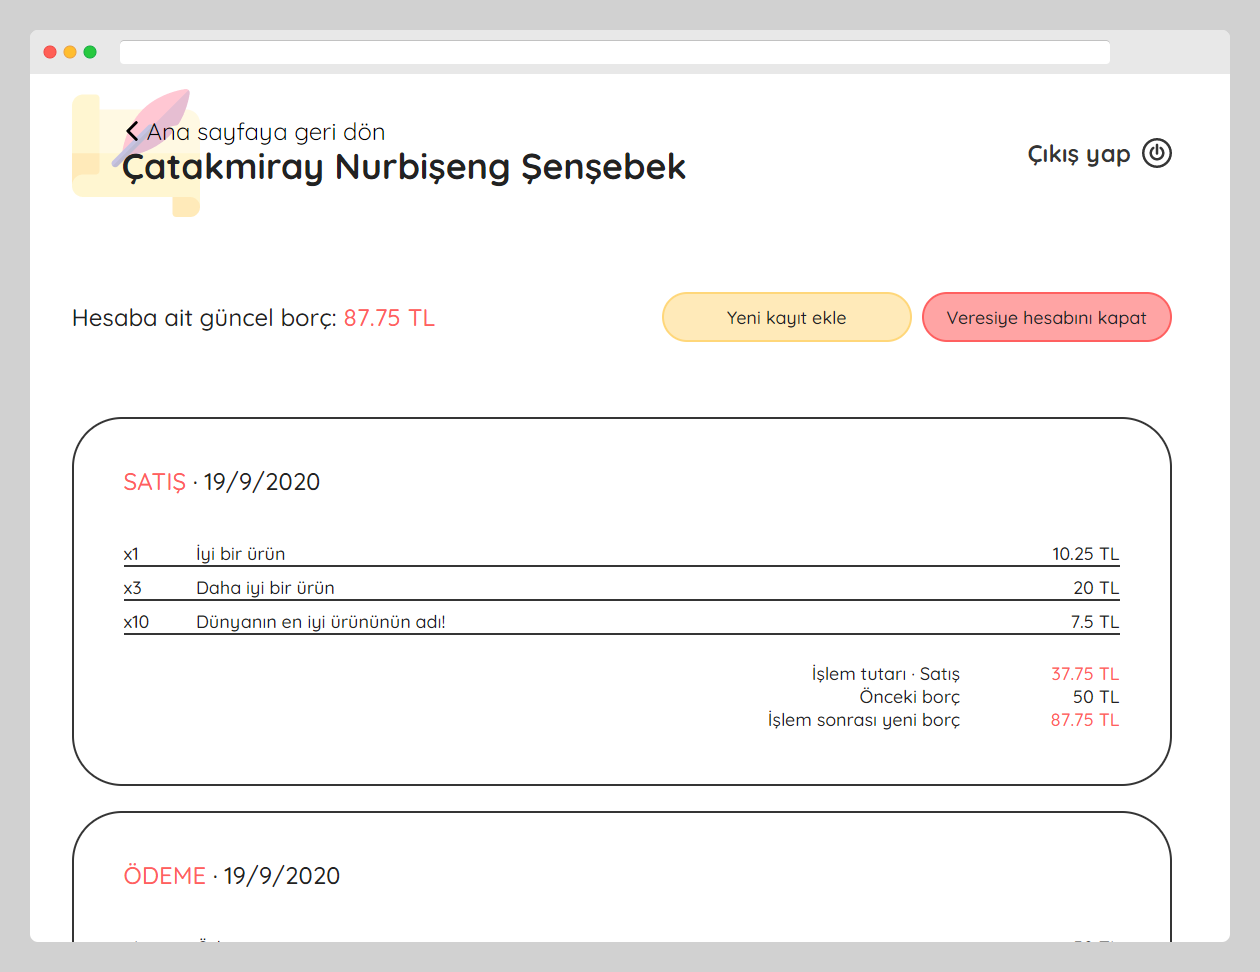 Ana sayfaya geri dön
Çatakmiray Nurbişeng Şenşebek
Çıkış yap
Hesaba ait güncel borç: 87.75 TL
Yeni kayıt ekle
Veresiye hesabını kapat
SATIŞ · 19/9/2020
x1 İyi bir ürün 10.25 TL
x3 Daha iyi bir ürün 20 TL
x10 Dünyanın en iyi ürününün adı! 7.5 TL
İşlem tutarı · Satış 37.75 TL
Önceki borç 50 TL
İşlem sonrası yeni borç 87.75 TL
ÖDEME · 19/9/2020